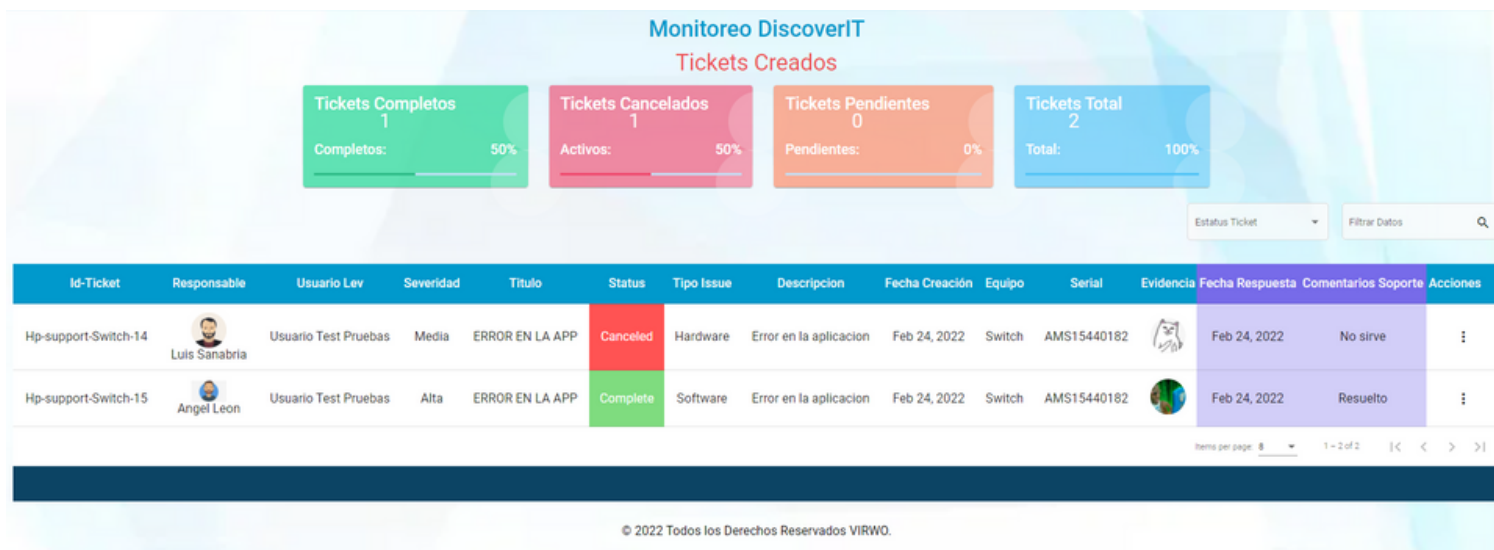 Monitoreo DiscoverIT
Tickets Creados
Tickets Completos
1
Completos: 50%
Tickets Cancelados
1
Activos: 50%
Tickets Pendientes
0
Pendientes: 0%
Tickets Total
2
Total: 100%
Estatus Ticket
Filtrar Datos
Id-Ticket Responsable Usuario Lev Severidad Titulo Status Tipo Issue Descripcion Fecha Creación Equipo Serial Evidencia Fecha Respuesta Comentarios Soporte Acciones
Hp-support-Switch-14 Luis Sanabria Usuario Test Pruebas Media ERROR EN LA APP Canceled Hardware Error en la aplicacion Feb 24, 2022 Switch AMS15440182 Feb 24, 2022 No sirve
Hp-support-Switch-15 Angel Leon Usuario Test Pruebas Alta ERROR EN LA APP Complete Software Error en la aplicacion Feb 24, 2022 Switch AMS15440182 Feb 24, 2022 Resuelto
Items per page: 8 1 – 2 of 2
© 2022 Todos los Derechos Reservados VIRWO.